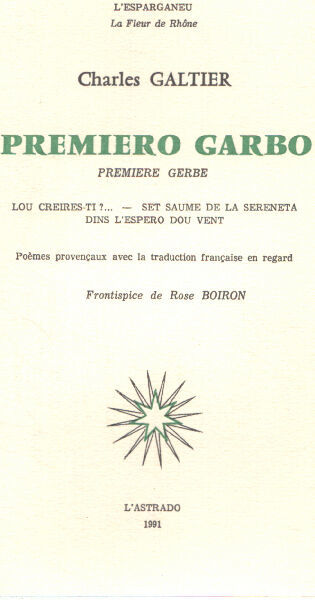 L'ESPARGANEU
La Fleur de Rhône
Charles GALTIER
PREMIERO GARBO
PREMIERE GERBE
LOU CREIRES-TI ?... — SET SAUME DE LA SERENETA
DINS L'ESPERO DOU VENT
Poèmes provençaux avec la traduction française en regard
Frontispice de Rose BOIRON
L'ASTRADO
1991